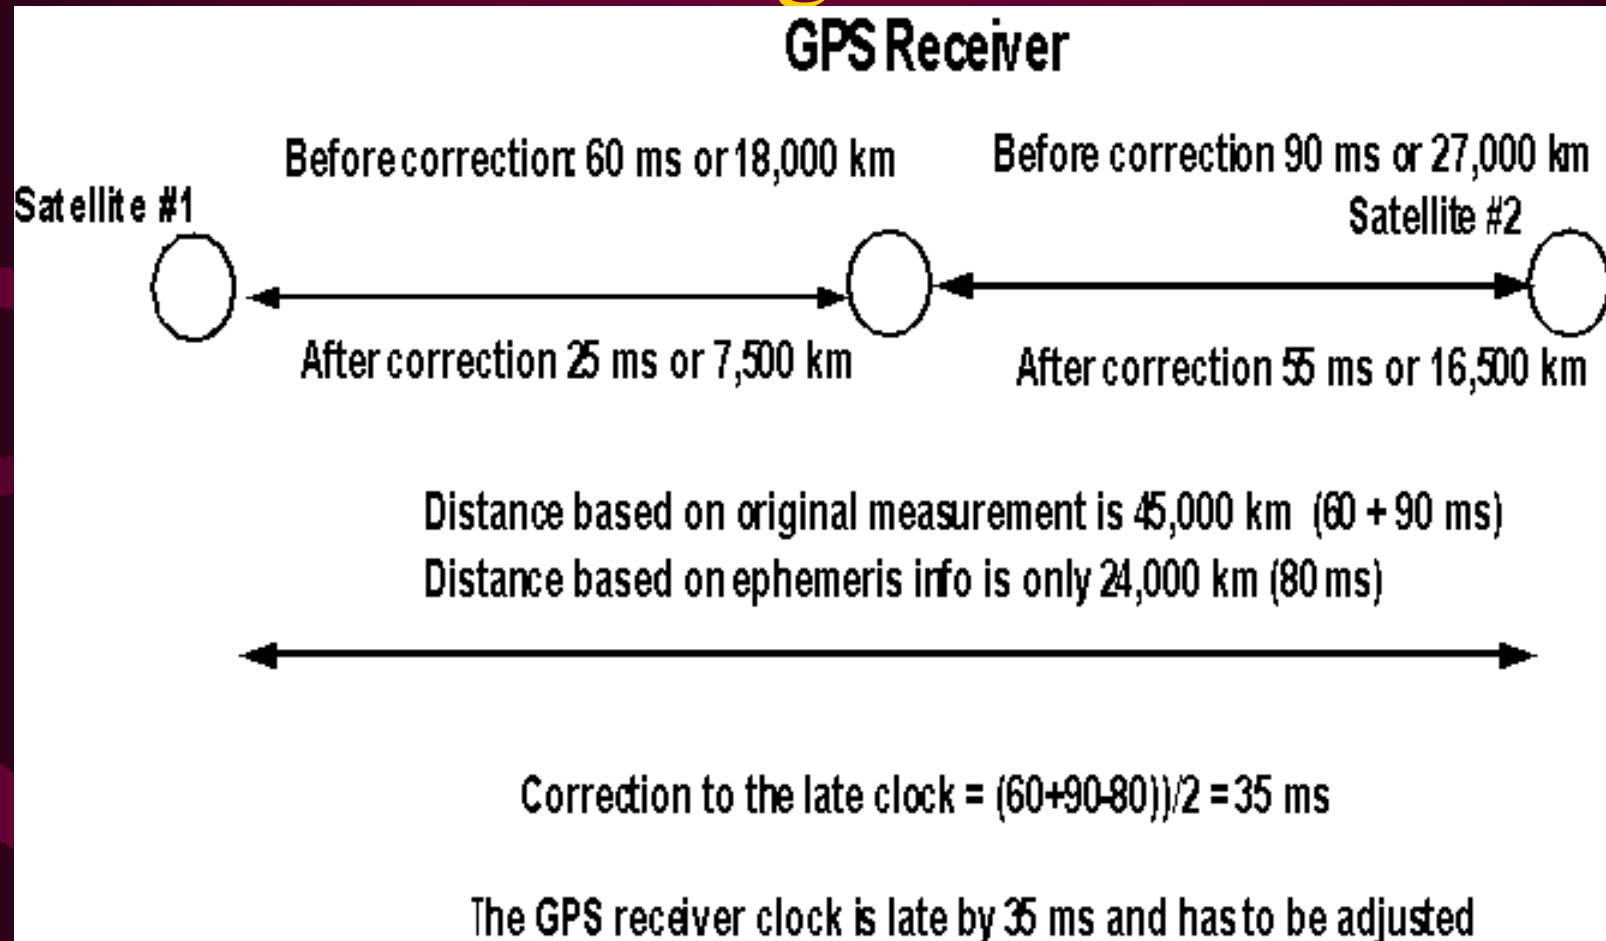 GPS Receiver
Before correction: 60 ms or 18,000 km
Before correction 90 ms or 27,000 km
Satellite #1
Satellite #2
After correction 25 ms or 7,500 km
After correction 55 ms or 16,500 km
Distance based on original measurement is 45,000 km (60 + 90 ms)
Distance based on ephemeris info is only 24,000 km (80 ms)
Correction to the late clock = (60+90-80))/2 = 35 ms
The GPS receiver clock is late by 35 ms and has to be adjusted